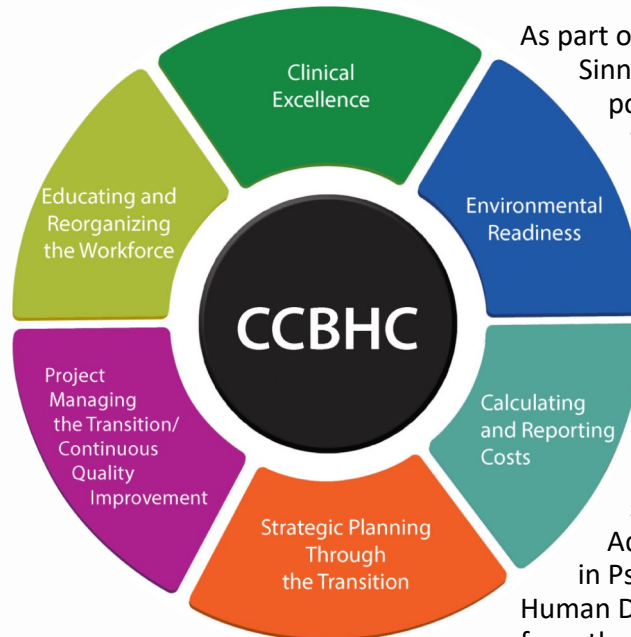 Clinical
Excellence
Environmental
Readiness
Calculating
and Reporting
Costs
Strategic Planning
Through
the Transition
Project
Managing
the Transition/
Continuous
Quality
Improvement
Educating and
Reorganizing
the Workforce
CCBHC
As part o
Sinn
po
Ad
in Ps
Human D